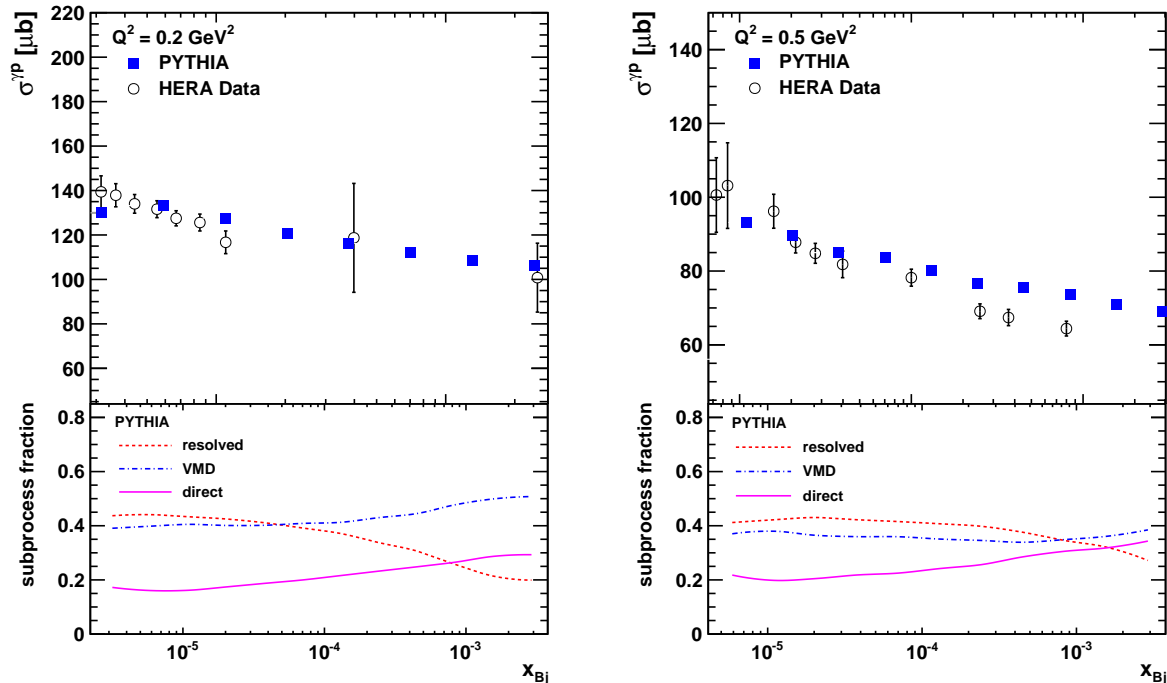 σ^γp [μb]
220
200
180
160
140
120
100
80
60
Q² = 0.2 GeV²
PYTHIA
HERA Data
subprocess fraction
0.8
0.6
0.4
0.2
0
PYTHIA
resolved
VMD
direct
10⁻⁵ 10⁻⁴ 10⁻³
x_Bj
σ^γp [μb]
140
120
100
80
60
Q² = 0.5 GeV²
PYTHIA
HERA Data
subprocess fraction
0.8
0.6
0.4
0.2
0
PYTHIA
resolved
VMD
direct
10⁻⁵ 10⁻⁴ 10⁻³
x_Bj